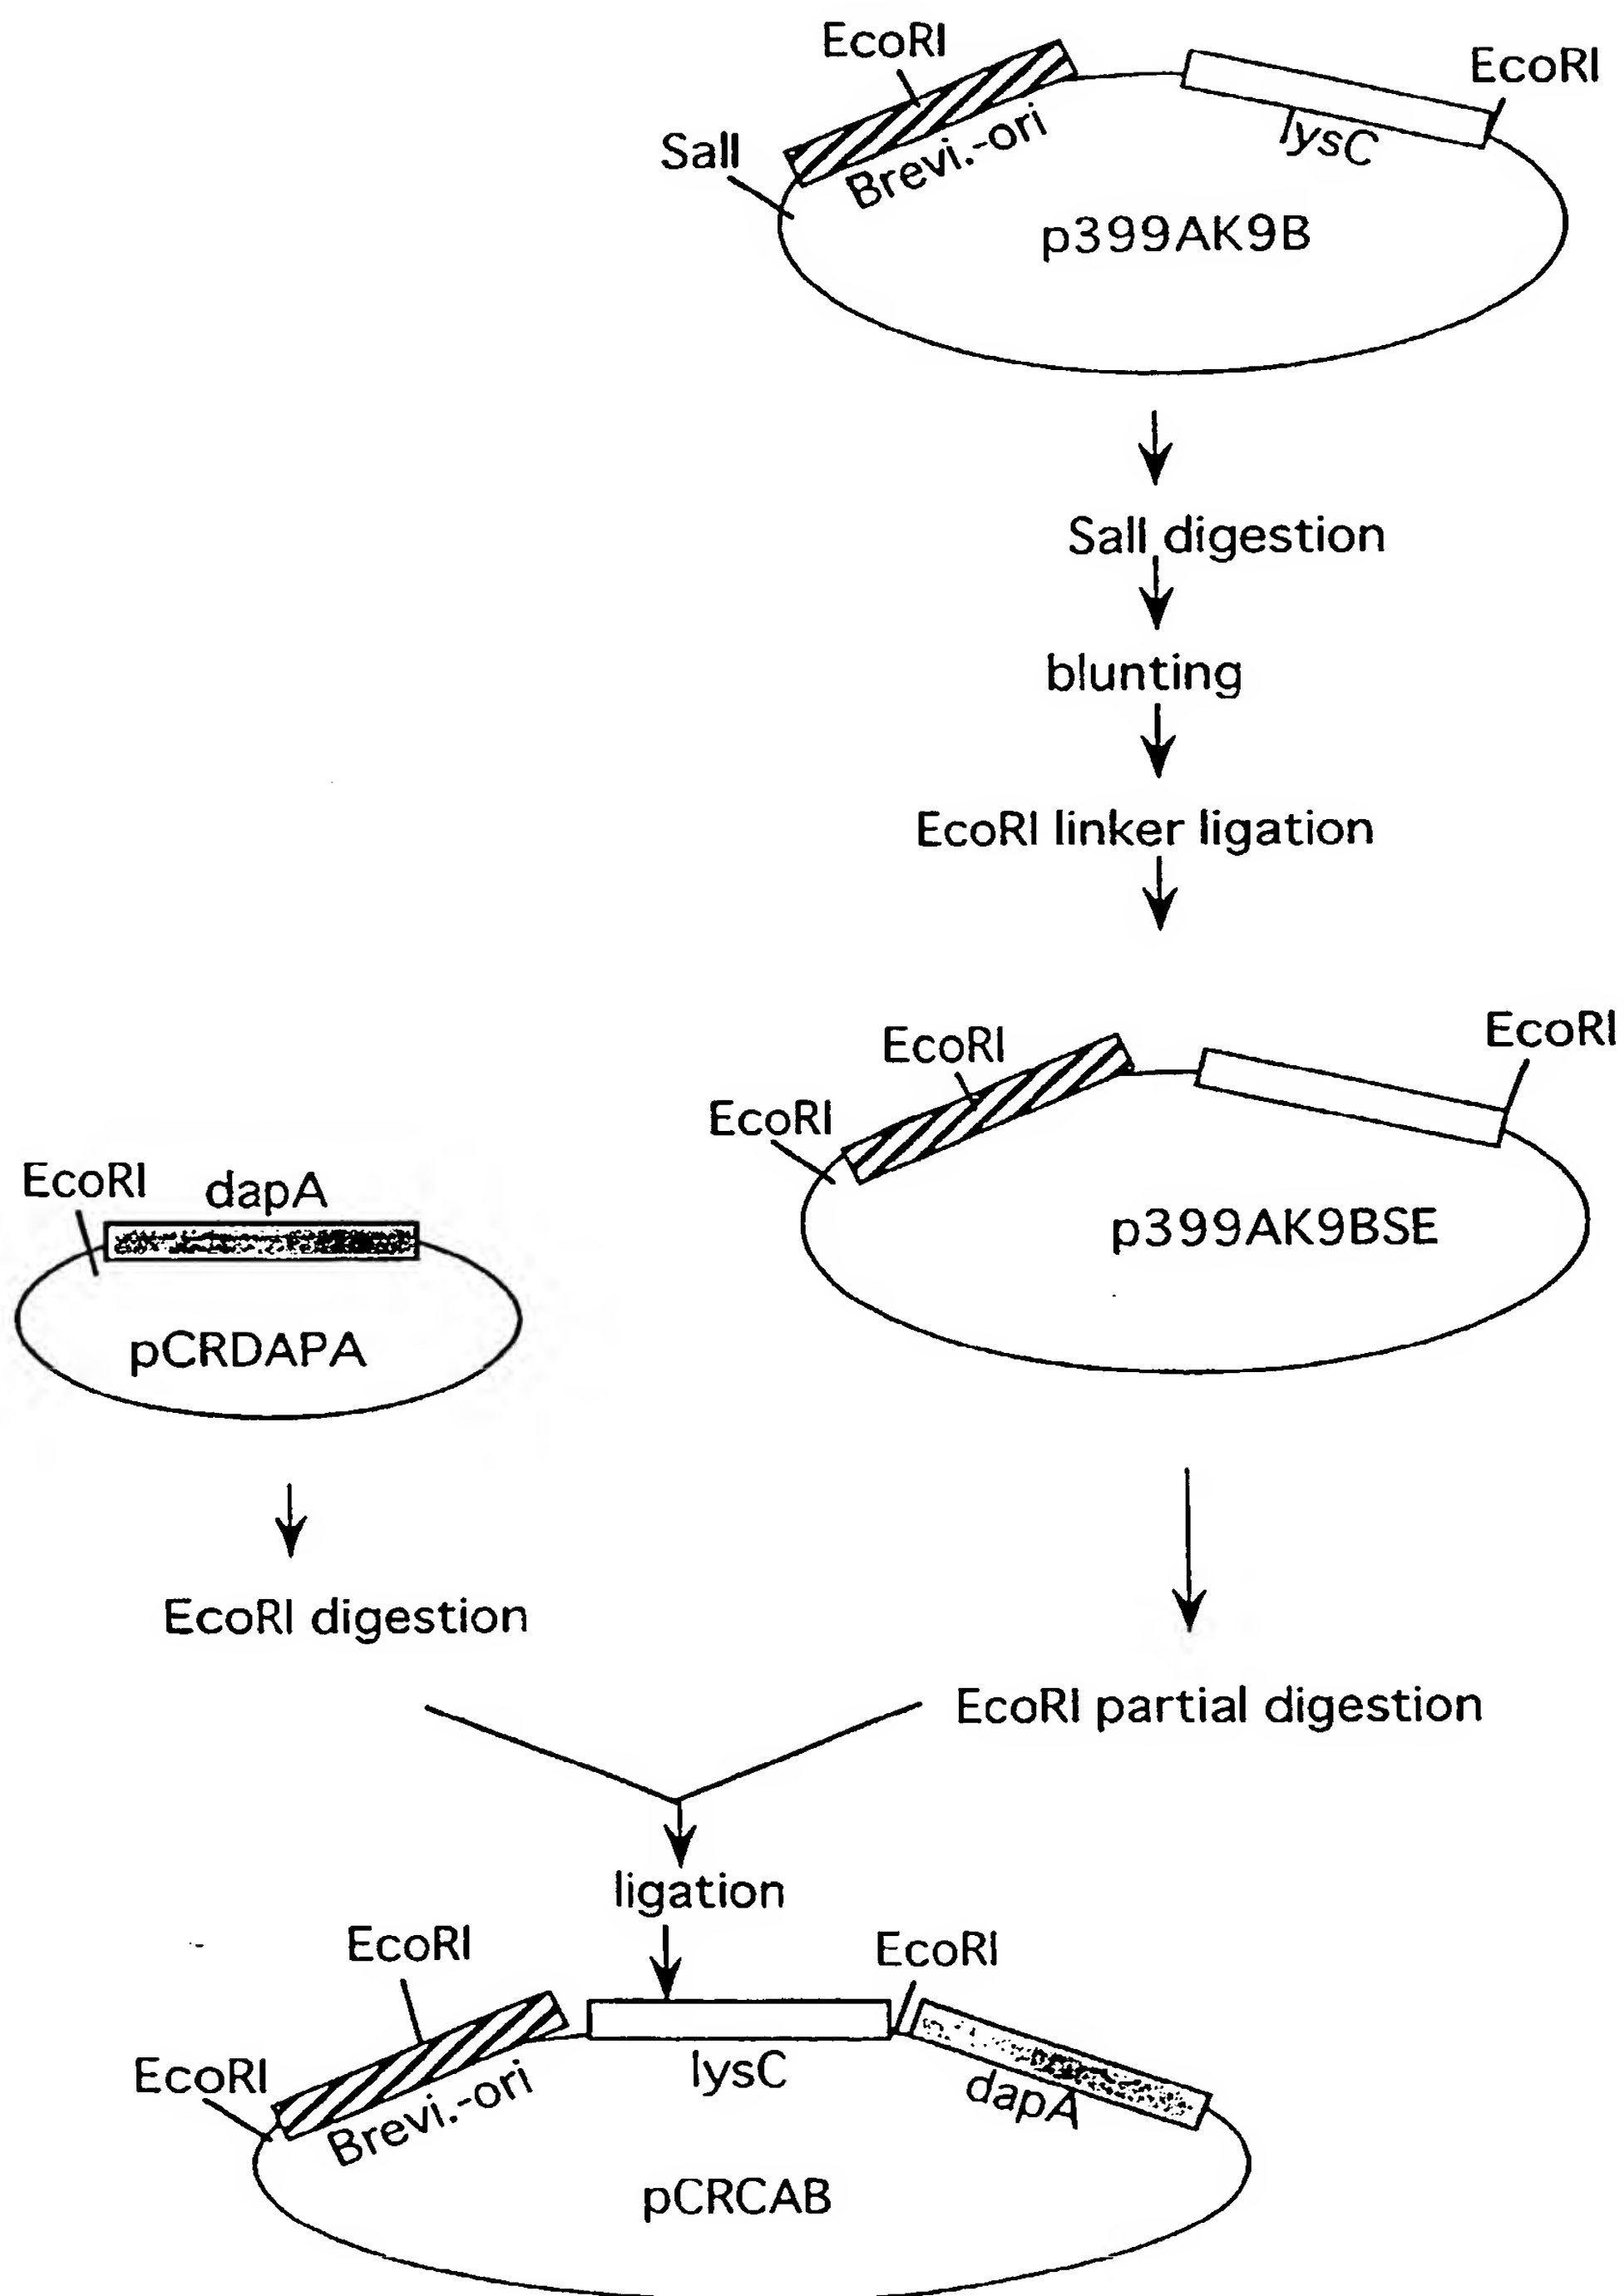 EcoRI
EcoRI
SalI
Brevi.-ori
lysC
p399AK9B
SalI digestion
blunting
EcoRI linker ligation
EcoRI
EcoRI
EcoRI
p399AK9BSE
EcoRI
dapA
pCRDAPA
EcoRI digestion
EcoRI partial digestion
ligation
EcoRI
EcoRI
EcoRI
Brevi.-ori
lysC
dapA
pCRCAB